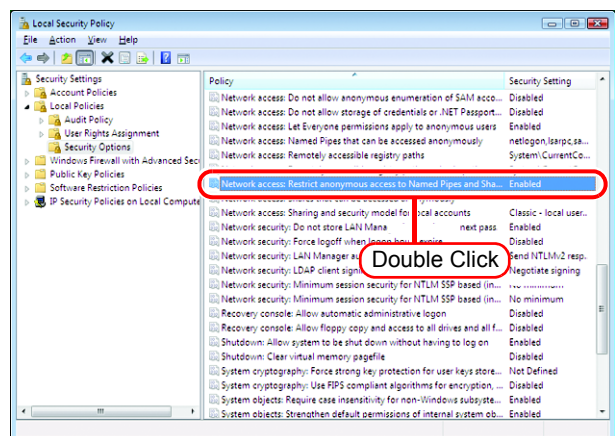 Local Security Policy
File Action View Help
Security Settings
Account Policies
Local Policies
Audit Policy
User Rights Assignment
Security Options
Windows Firewall with Advanced Secu
Public Key Policies
Software Restriction Policies
IP Security Policies on Local Compute
Policy Security Setting
Network access: Do not allow anonymous enumeration of SAM acco... Disabled
Network access: Do not allow storage of credentials or .NET Passport... Disabled
Network access: Let Everyone permissions apply to anonymous users Enabled
Network access: Named Pipes that can be accessed anonymously netlogon,lsarpc,sa...
Network access: Remotely accessible registry paths System\CurrentCo...
Network access: Restrict anonymous access to Named Pipes and Sha... Enabled
Network access: Shares that can be accessed anonymously
Network access: Sharing and security model for local accounts Classic - local user..
Network security: Do not store LAN Mana next pass Enabled
Network security: Force logoff when logon hours expire Disabled
Network security: LAN Manager au Send NTLMv2 resp.
Network security: LDAP client signi Negotiate signing
Double Click
Network security: Minimum session security for NTLM SSP based (in... No minimum
Network security: Minimum session security for NTLM SSP based (in... No minimum
Recovery console: Allow automatic administrative logon Disabled
Recovery console: Allow floppy copy and access to all drives and all f... Disabled
Shutdown: Allow system to be shut down without having to log on Enabled
Shutdown: Clear virtual memory pagefile Disabled
System cryptography: Force strong key protection for user keys store... Not Defined
System cryptography: Use FIPS compliant algorithms for encryption, ... Disabled
System objects: Require case insensitivity for non-Windows subsyste... Enabled
System objects: Strengthen default permissions of internal system ob... Enabled